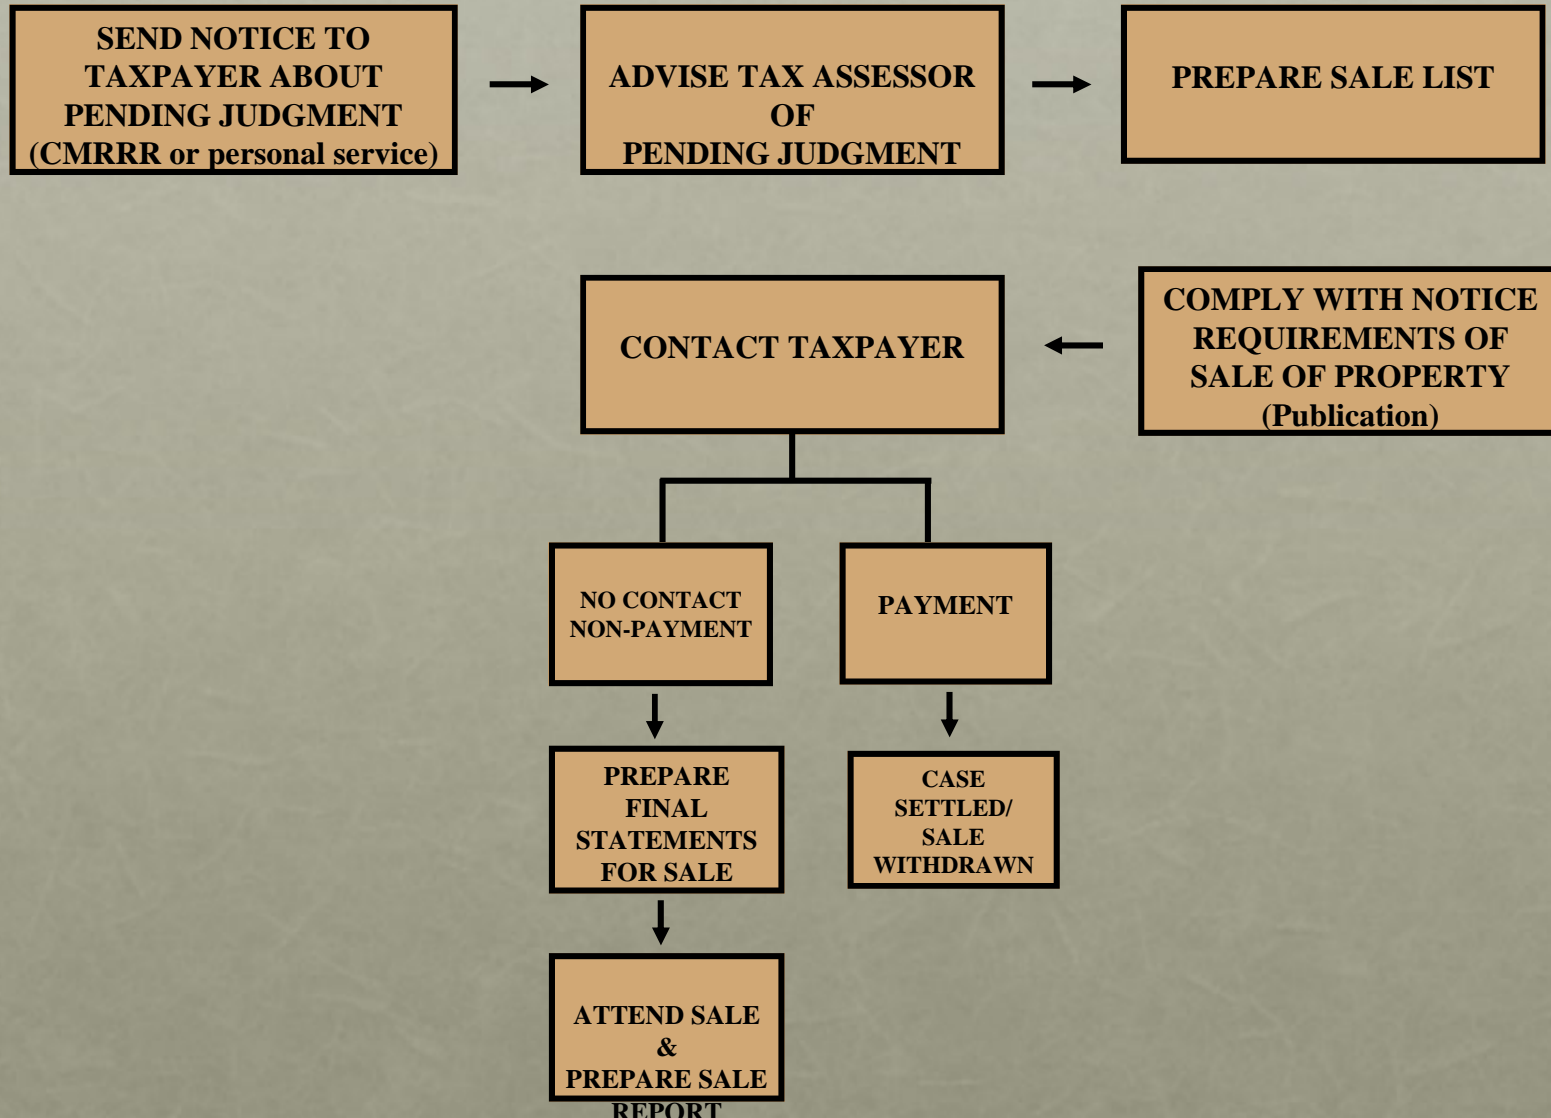 SEND NOTICE TO
TAXPAYER ABOUT
PENDING JUDGMENT
(CMRRR or personal service)
ADVISE TAX ASSESSOR
OF
PENDING JUDGMENT
PREPARE SALE LIST
COMPLY WITH NOTICE
REQUIREMENTS OF
SALE OF PROPERTY
(Publication)
CONTACT TAXPAYER
NO CONTACT
NON-PAYMENT
PAYMENT
PREPARE
FINAL
STATEMENTS
FOR SALE
CASE
SETTLED/
SALE
WITHDRAWN
ATTEND SALE
&
PREPARE SALE
REPORT